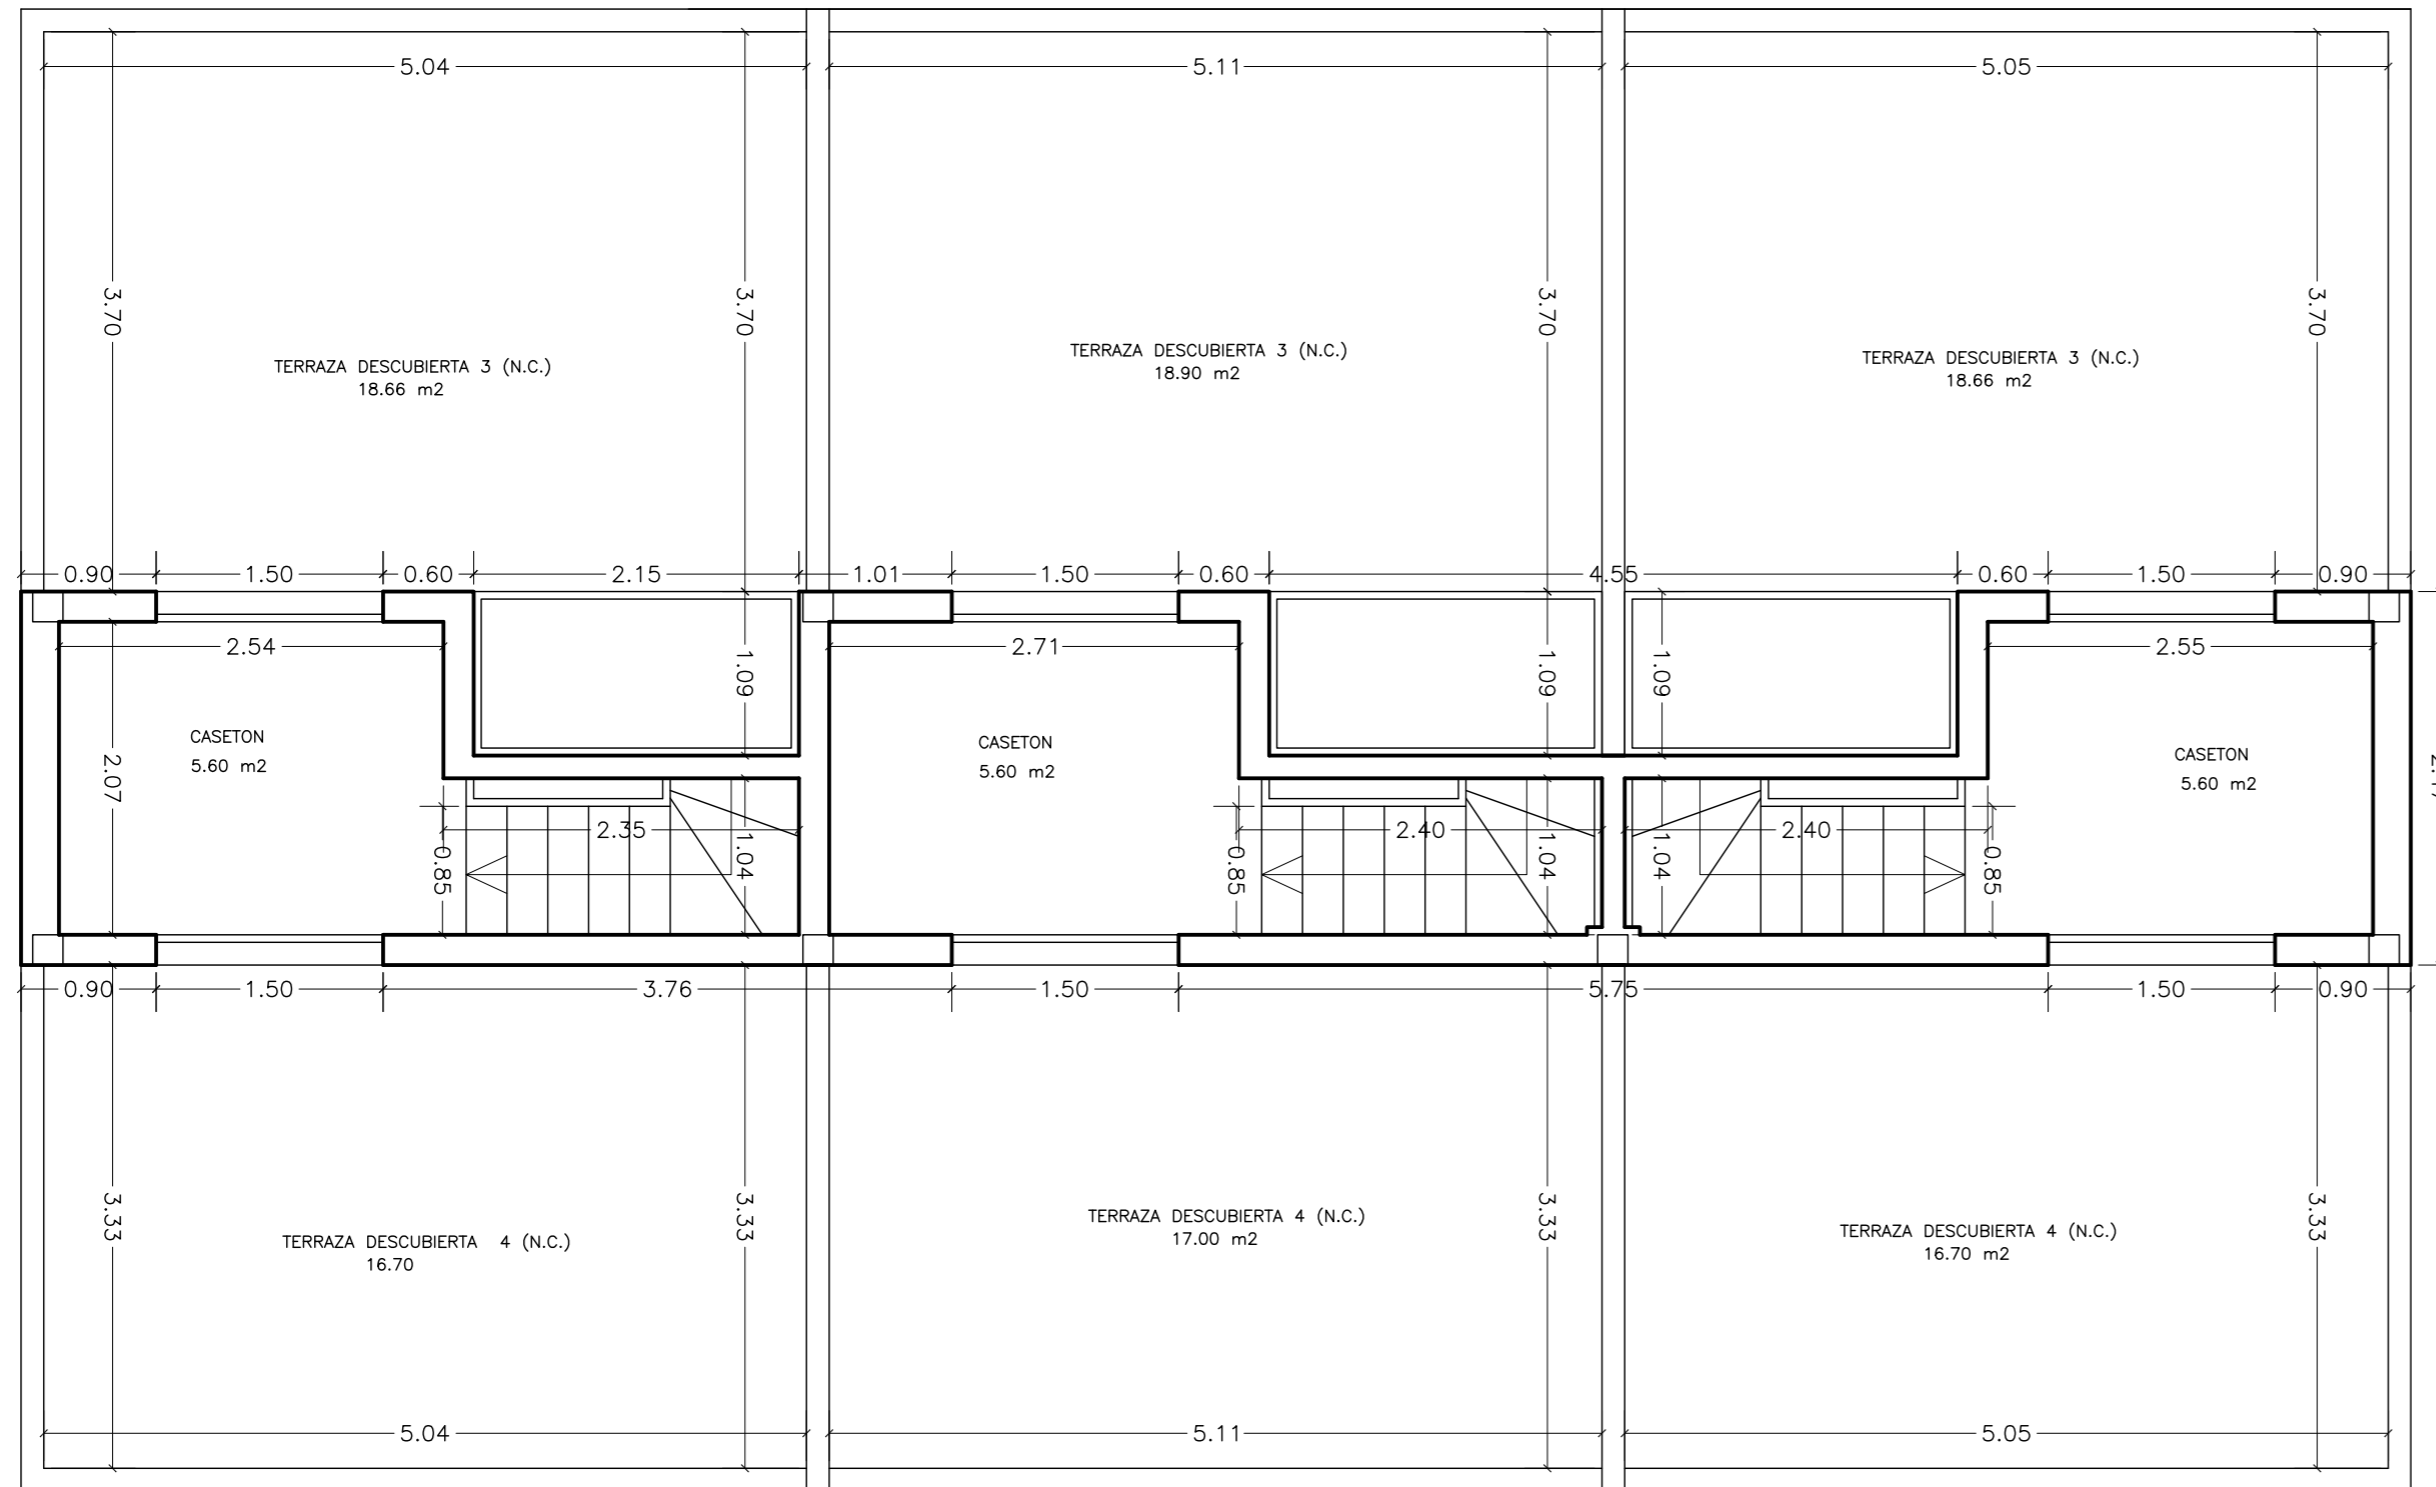 5.04
5.11
5.05
3.70
3.70
3.70
3.70
TERRAZA DESCUBIERTA 3 (N.C.)
18.66 m2
TERRAZA DESCUBIERTA 3 (N.C.)
18.90 m2
TERRAZA DESCUBIERTA 3 (N.C.)
18.66 m2
0.90
1.50
0.60
2.15
1.01
1.50
0.60
4.55
0.60
1.50
0.90
2.54
2.71
2.55
1.09
1.09
1.09
CASETON
5.60 m2
CASETON
5.60 m2
CASETON
5.60 m2
2.07
2.35
2.40
2.40
0.85
1.04
0.85
1.04
1.04
0.85
0.90
1.50
3.76
1.50
5.75
1.50
0.90
3.33
3.33
3.33
3.33
TERRAZA DESCUBIERTA 4 (N.C.)
16.70
TERRAZA DESCUBIERTA 4 (N.C.)
17.00 m2
TERRAZA DESCUBIERTA 4 (N.C.)
16.70 m2
5.04
5.11
5.05